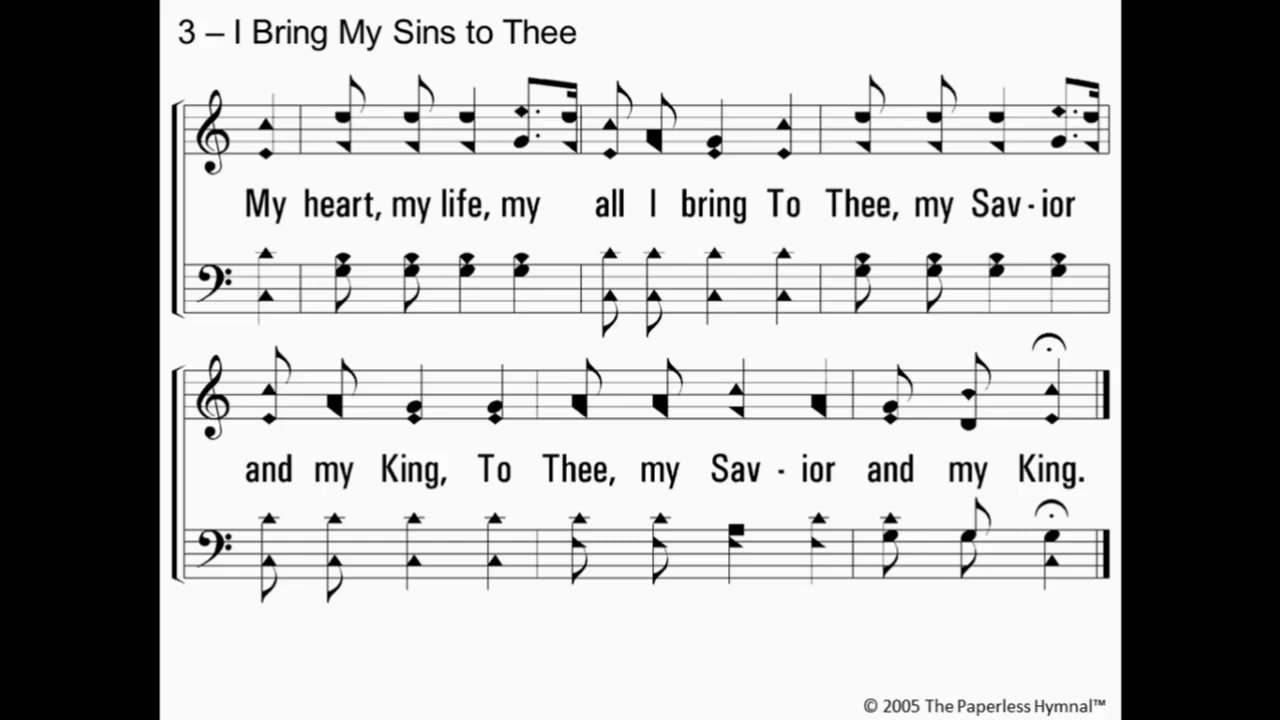 3 – I Bring My Sins to Thee
My heart, my life, my all I bring To Thee, my Sav - ior
and my King, To Thee, my Sav - ior and my King.
© 2005 The Paperless Hymnal™